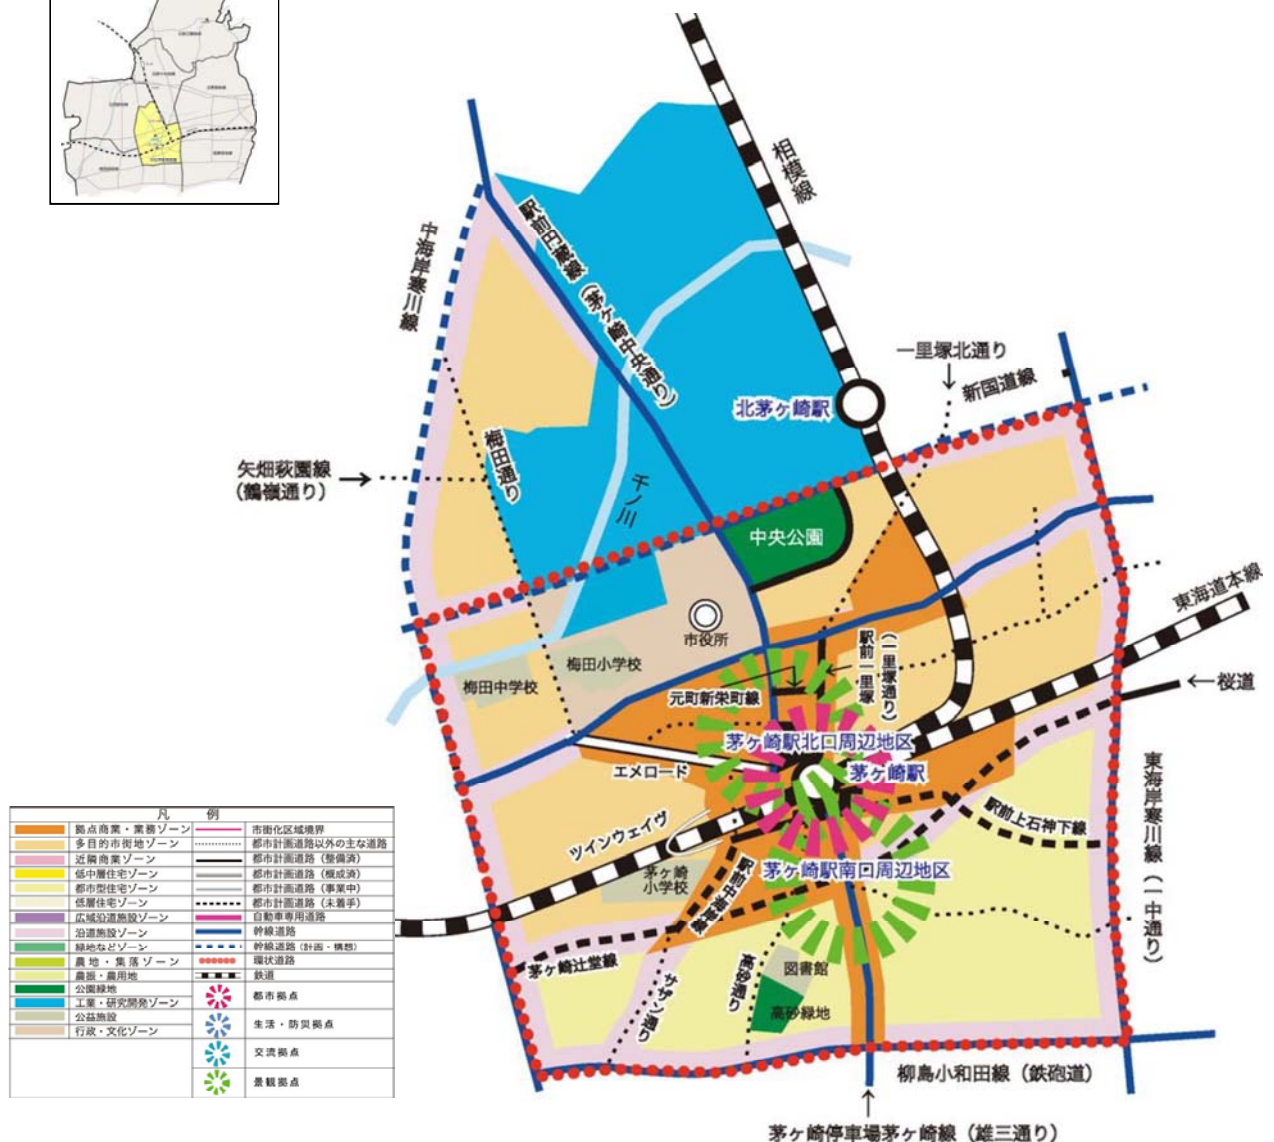 相模線
中海岸寒川線
駅前円蔵線（茅ヶ崎中央通り）
一里塚北通り
新国道線
北茅ヶ崎駅
矢畑萩園線
（鶴嶺通り）
梅田通り
千ノ川
中央公園
東海道本線
市役所
梅田小学校
梅田中学校
駅前一里塚
（一里塚通り）
元町新栄町線
桜道
茅ヶ崎駅北口周辺地区
エメロード
茅ヶ崎駅
東海岸寒川線（一中通り）
駅前上石神下線
ツインウェイヴ
茅ヶ崎
小学校
茅ヶ崎駅南口周辺地区
駅前中海岸線
茅ヶ崎辻堂線
サザン通り
高砂通り
図書館
高砂緑地
柳島小和田線（鉄砲道）
茅ヶ崎停車場茅ヶ崎線（雄三通り）
凡例
拠点商業・業務ゾーン 市街化区域境界
多目的市街地ゾーン 都市計画道路以外の主な道路
近隣商業ゾーン 都市計画道路（整備済）
低中層住宅ゾーン 都市計画道路（概成済）
都市型住宅ゾーン 都市計画道路（事業中）
低層住宅ゾーン 都市計画道路（未着手）
広域沿道施設ゾーン 自動車専用道路
沿道施設ゾーン 幹線道路
緑地などゾーン 幹線道路（計画・構想）
農地・集落ゾーン 環状道路
農振・農用地 鉄道
公園緑地 都市拠点
工業・研究開発ゾーン
公益施設 生活・防災拠点
行政・文化ゾーン
交流拠点
景観拠点